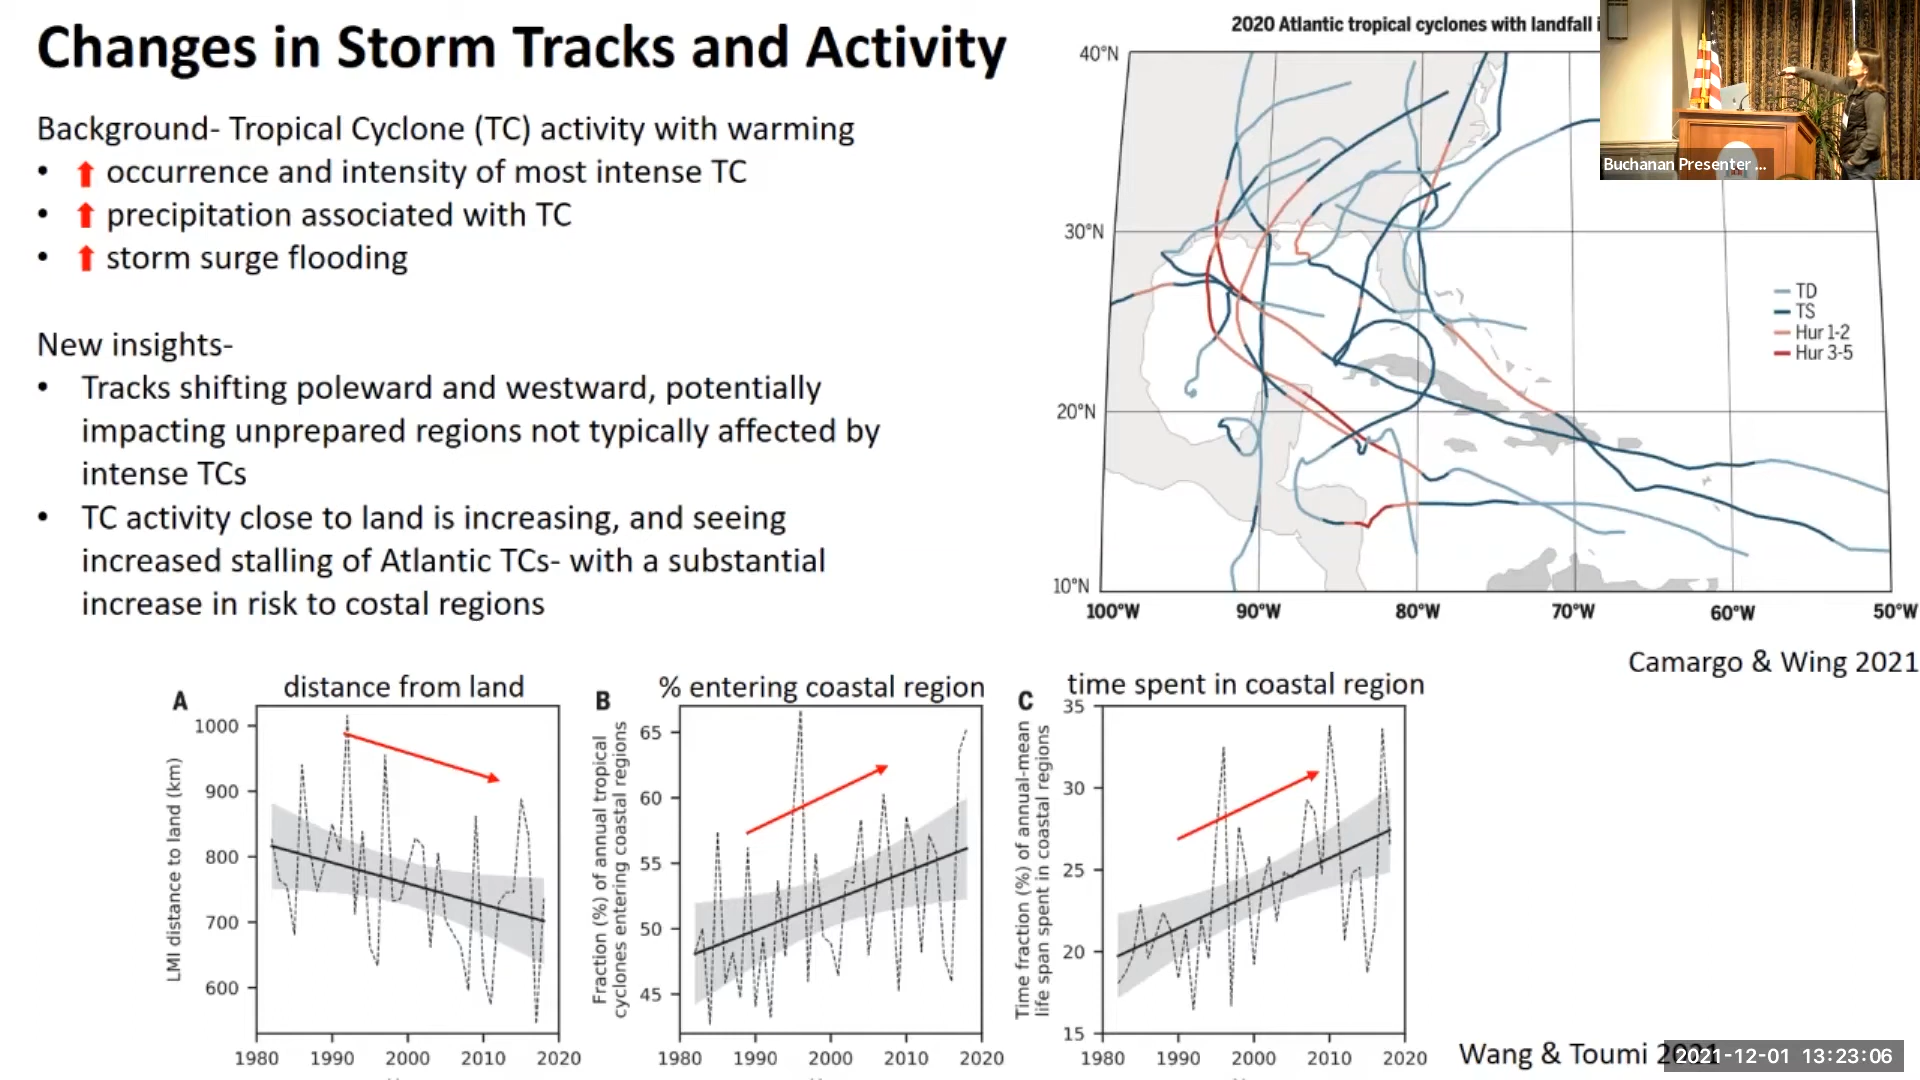 Changes in Storm Tracks and Activity
Background- Tropical Cyclone (TC) activity with warming
• occurrence and intensity of most intense TC
• precipitation associated with TC
• storm surge flooding
New insights-
• Tracks shifting poleward and westward, potentially
impacting unprepared regions not typically affected by
intense TCs
• TC activity close to land is increasing, and seeing
increased stalling of Atlantic TCs- with a substantial
increase in risk to costal regions
2020 Atlantic tropical cyclones with landfall
40°N
30°N
20°N
10°N
100°W 90°W 80°W 70°W 60°W 50°W
TD
TS
Hur 1-2
Hur 3-5
Buchanan Presenter ...
Camargo & Wing 2021
A distance from land
LMI distance to land (km)
1000
900
800
700
600
1980 1990 2000 2010 2020
B % entering coastal region
Fraction (%) of annual tropical
cyclones entering coastal regions
65
60
55
50
45
1980 1990 2000 2010 2020
C time spent in coastal region
Time fraction (%) of annual-mean
life span spent in coastal regions
35
30
25
20
15
1980 1990 2000 2010 2020
Wang & Toumi 2021
2021-12-01 13:23:06